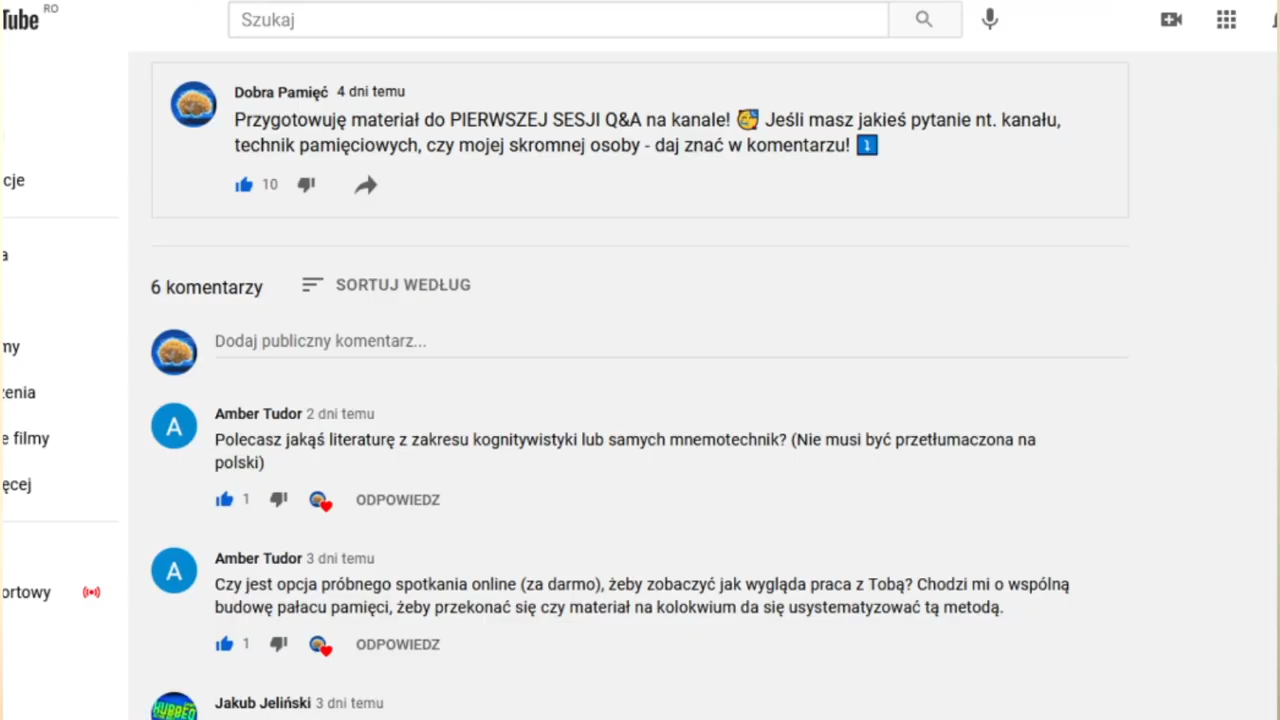 Tube RO
Szukaj
Dobra Pamięć 4 dni temu
Przygotowuję materiał do PIERWSZEJ SESJI Q&A na kanale! 🥳 Jeśli masz jakieś pytanie nt. kanału,
technik pamięciowych, czy mojej skromnej osoby - daj znać w komentarzu! ⤵️
10
cje
a
6 komentarzy SORTUJ WEDŁUG
Dodaj publiczny komentarz...
my
zenia
e filmy
ęcej
A
Amber Tudor 2 dni temu
Polecasz jakąś literaturę z zakresu kognitywistyki lub samych mnemotechnik? (Nie musi być przetłumaczona na
polski)
1 ODPOWIEDZ
A
Amber Tudor 3 dni temu
Czy jest opcja próbnego spotkania online (za darmo), żeby zobaczyć jak wygląda praca z Tobą? Chodzi mi o wspólną
budowę pałacu pamięci, żeby przekonać się czy materiał na kolokwium da się usystematyzować tą metodą.
ortowy
1 ODPOWIEDZ
Jakub Jeliński 3 dni temu